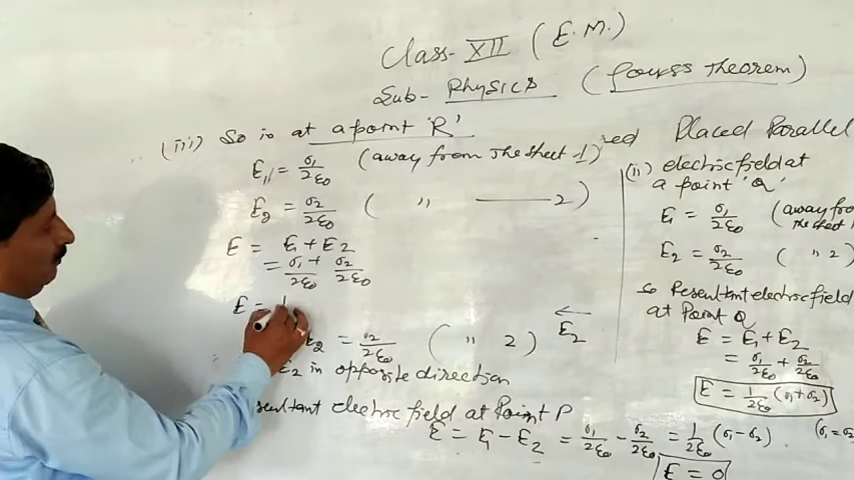 Class- XII (E.M.)
Sub- Physics (Gauss Theorem)
Placed Parallel
(iii) So is at a point 'R'
E₁ = σ₁/2ε₀ (away from the sheet 1)
E₂ = σ₂/2ε₀ ( " —— 2)
E = E₁ + E₂
= σ₁/2ε₀ + σ₂/2ε₀
E = 1
E₂ = σ₂/2ε₀ ( " 2) ← E₂
E₂ in opposite direction
electric field at Point P
E = E₁ - E₂ = σ₁/2ε₀ - σ₂/2ε₀ = 1/2ε₀ (σ₁ - σ₂) (σ₁ = σ₂
E = 0
(ii) electric field at
a point 'Q'
E₁ = σ₁/2ε₀ (away from
the sheet 1
E₂ = σ₂/2ε₀ ( " 2)
so Resultant electric field
at Point Q
E = E₁ + E₂
= σ₁/2ε₀ + σ₂/2ε₀
E = 1/2ε₀ (σ₁ + σ₂)